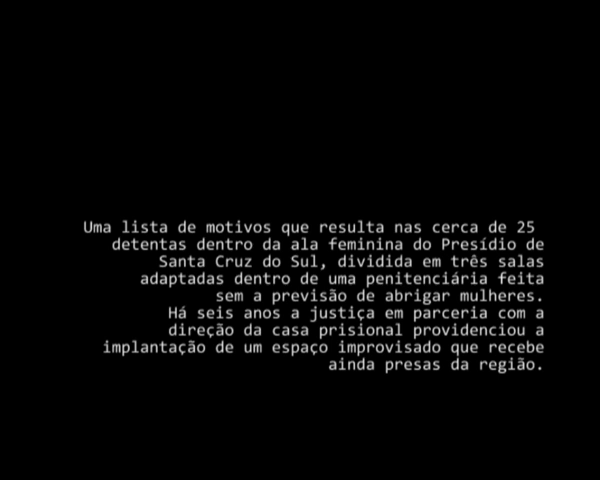 Uma lista de motivos que resulta nas cerca de 25
detentas dentro da ala feminina do Presídio de
Santa Cruz do Sul, dividida em três salas
adaptadas dentro de uma penitenciária feita
sem a previsão de abrigar mulheres.
Há seis anos a justiça em parceria com a
direção da casa prisional providenciou a
implantação de um espaço improvisado que recebe
ainda presas da região.